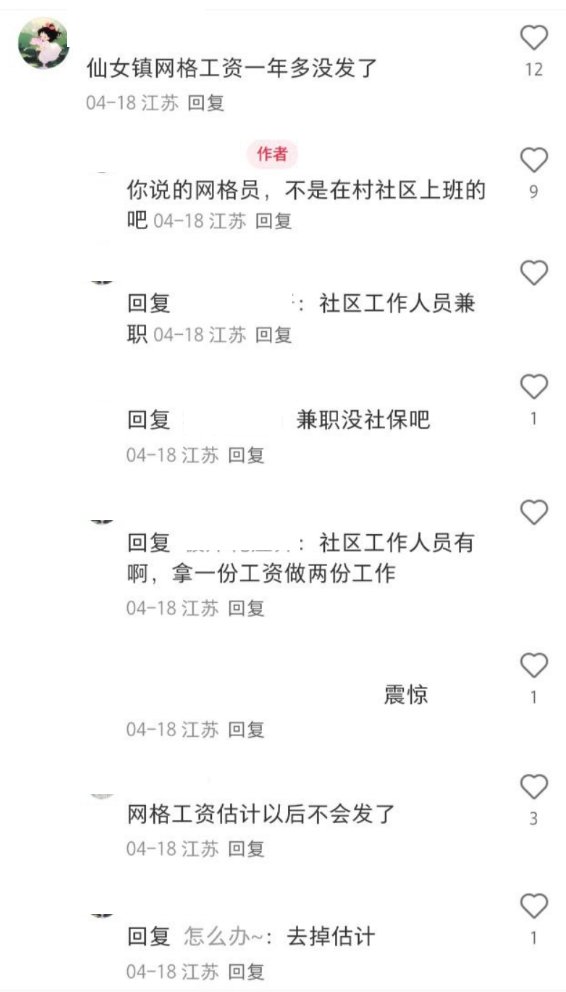 仙女镇网格工资一年多没发了
12
04-18 江苏 回复
作者
你说的网格员，不是在村社区上班的
9
吧 04-18 江苏 回复
回复 ：社区工作人员兼
职 04-18 江苏 回复
回复 兼职没社保吧
1
04-18 江苏 回复
回复 ：社区工作人员有
啊，拿一份工资做两份工作
04-18 江苏 回复
震惊
1
04-18 江苏 回复
网格工资估计以后不会发了
3
04-18 江苏 回复
回复 怎么办~：去掉估计
1
04-18 江苏 回复